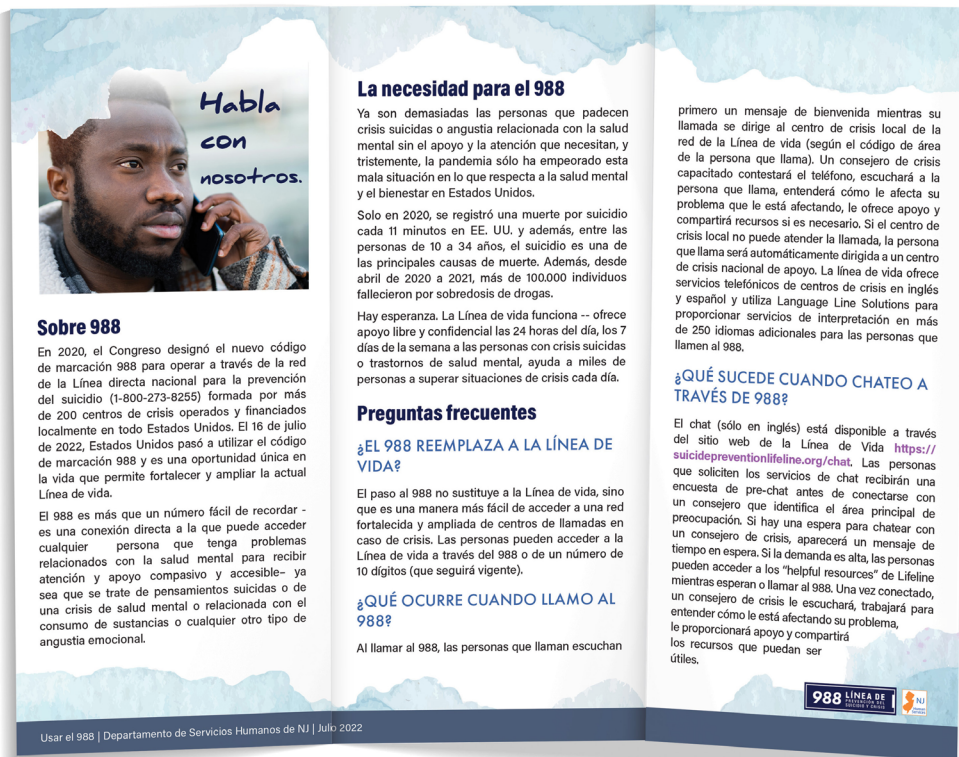 Habla
con
nosotros.
Sobre 988
En 2020, el Congreso designó el nuevo código
de marcación 988 para operar a través de la red
de la Línea directa nacional para la prevención
del suicidio (1-800-273-8255) formada por más
de 200 centros de crisis operados y financiados
localmente en todo Estados Unidos. El 16 de julio
de 2022, Estados Unidos pasó a utilizar el código
de marcación 988 y es una oportunidad única en
la vida que permite fortalecer y ampliar la actual
Línea de vida.
El 988 es más que un número fácil de recordar -
es una conexión directa a la que puede acceder
cualquier persona que tenga problemas
relacionados con la salud mental para recibir
atención y apoyo compasivo y accesible– ya
sea que se trate de pensamientos suicidas o de
una crisis de salud mental o relacionada con el
consumo de sustancias o cualquier otro tipo de
angustia emocional.
La necesidad para el 988
Ya son demasiadas las personas que padecen
crisis suicidas o angustia relacionada con la salud
mental sin el apoyo y la atención que necesitan, y
tristemente, la pandemia sólo ha empeorado esta
mala situación en lo que respecta a la salud mental
y el bienestar en Estados Unidos.
Solo en 2020, se registró una muerte por suicidio
cada 11 minutos en EE. UU. y además, entre las
personas de 10 a 34 años, el suicidio es una de
las principales causas de muerte. Además, desde
abril de 2020 a 2021, más de 100.000 individuos
fallecieron por sobredosis de drogas.
Hay esperanza. La Línea de vida funciona -- ofrece
apoyo libre y confidencial las 24 horas del día, los 7
días de la semana a las personas con crisis suicidas
o trastornos de salud mental, ayuda a miles de
personas a superar situaciones de crisis cada día.
Preguntas frecuentes
¿EL 988 REEMPLAZA A LA LÍNEA DE
VIDA?
El paso al 988 no sustituye a la Línea de vida, sino
que es una manera más fácil de acceder a una red
fortalecida y ampliada de centros de llamadas en
caso de crisis. Las personas pueden acceder a la
Línea de vida a través del 988 o de un número de
10 dígitos (que seguirá vigente).
¿QUÉ OCURRE CUANDO LLAMO AL
988?
Al llamar al 988, las personas que llaman escuchan
primero un mensaje de bienvenida mientras su
llamada se dirige al centro de crisis local de la
red de la Línea de vida (según el código de área
de la persona que llama). Un consejero de crisis
capacitado contestará el teléfono, escuchará a la
persona que llama, entenderá cómo le afecta su
problema que le está afectando, le ofrece apoyo y
compartirá recursos si es necesario. Si el centro de
crisis local no puede atender la llamada, la persona
que llama será automáticamente dirigida a un centro
de crisis nacional de apoyo. La línea de vida ofrece
servicios telefónicos de centros de crisis en inglés
y español y utiliza Language Line Solutions para
proporcionar servicios de interpretación en más
de 250 idiomas adicionales para las personas que
llamen al 988.
¿QUÉ SUCEDE CUANDO CHATEO A
TRAVÉS DE 988?
El chat (sólo en inglés) está disponible a través
del sitio web de la Línea de Vida https://
suicidepreventionlifeline.org/chat. Las personas
que soliciten los servicios de chat recibirán una
encuesta de pre-chat antes de conectarse con
un consejero que identifica el área principal de
preocupación. Si hay una espera para chatear con
un consejero de crisis, aparecerá un mensaje de
tiempo en espera. Si la demanda es alta, las personas
pueden acceder a los “helpful resources” de Lifeline
mientras esperan o llamar al 988. Una vez conectado,
un consejero de crisis le escuchará, trabajará para
entender cómo le está afectando su problema,
le proporcionará apoyo y compartirá
los recursos que puedan ser
útiles.
988 LÍNEA DE
PREVENCIÓN DEL
SUICIDIO Y CRISIS
NJ
Usar el 988 | Departamento de Servicios Humanos de NJ | Julio 2022